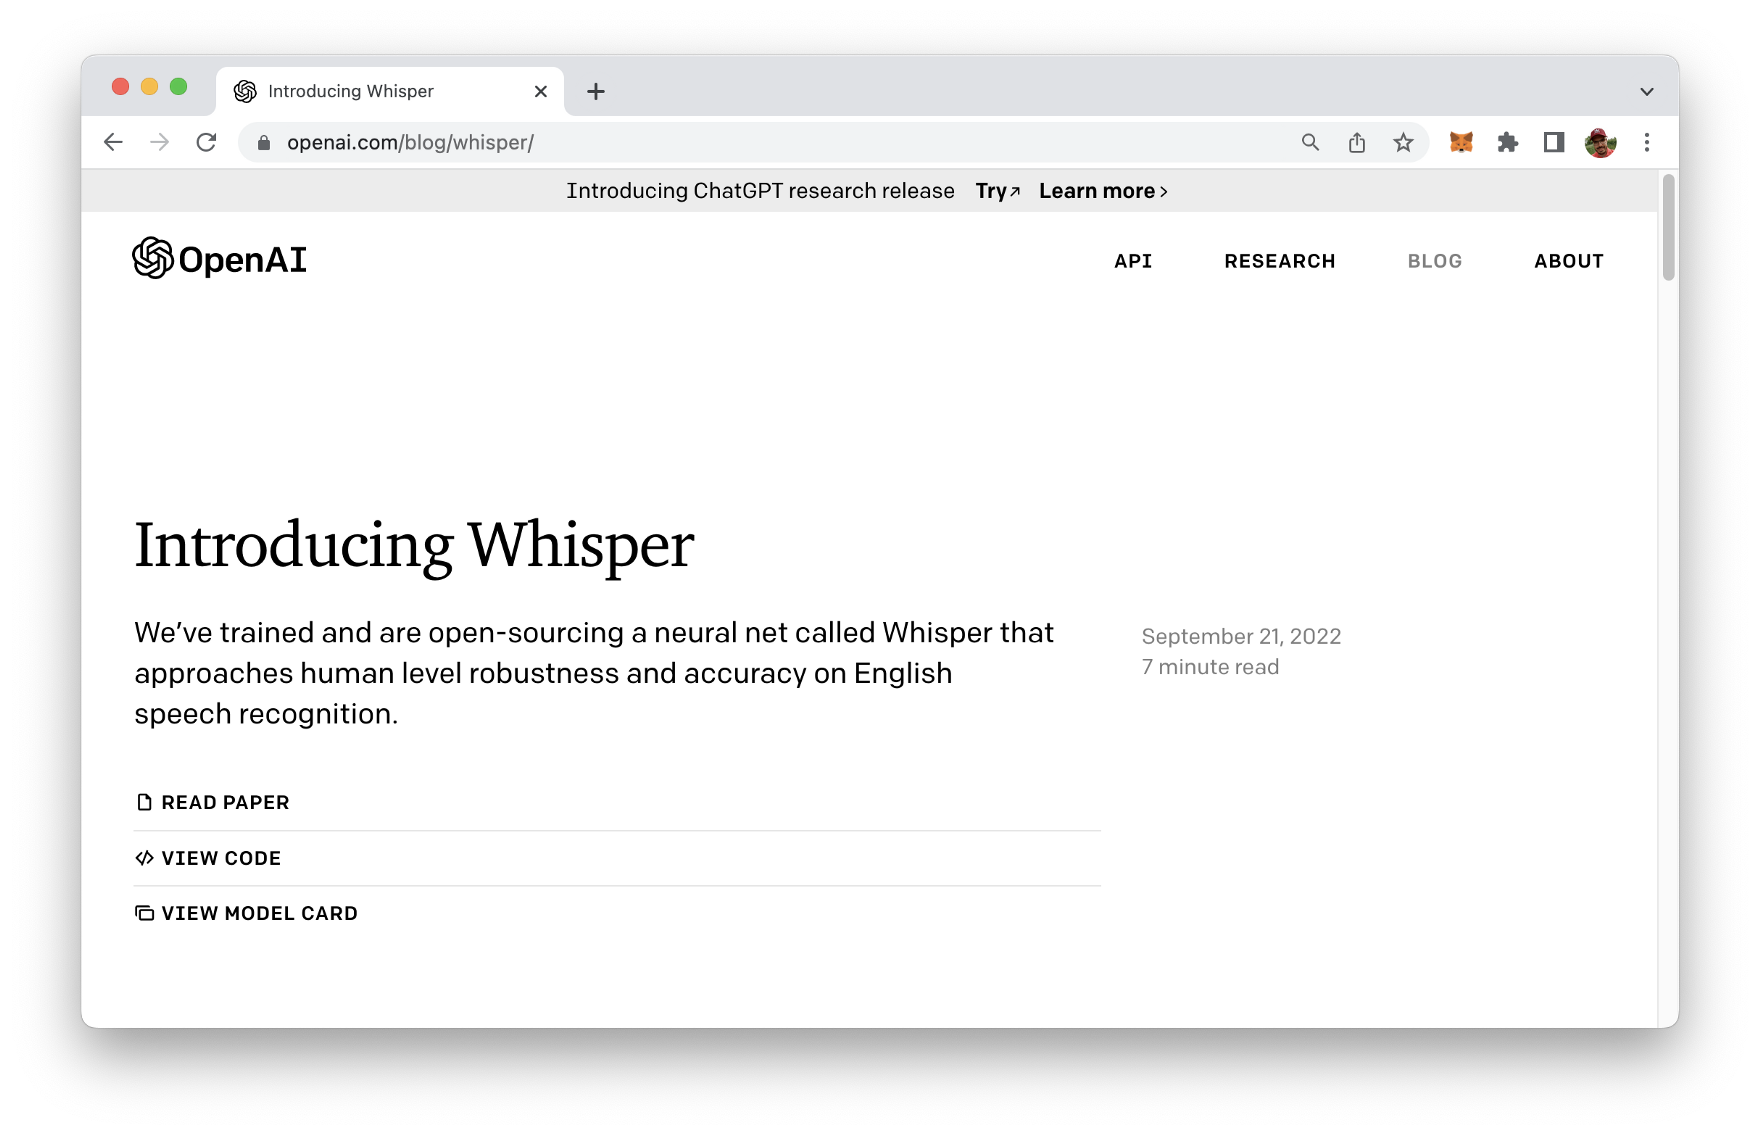 Introducing Whisper
openai.com/blog/whisper/
Introducing ChatGPT research release Try↗ Learn more›
OpenAI
API RESEARCH BLOG ABOUT
Introducing Whisper
We’ve trained and are open-sourcing a neural net called Whisper that
approaches human level robustness and accuracy on English
speech recognition.
September 21, 2022
7 minute read
READ PAPER
VIEW CODE
VIEW MODEL CARD